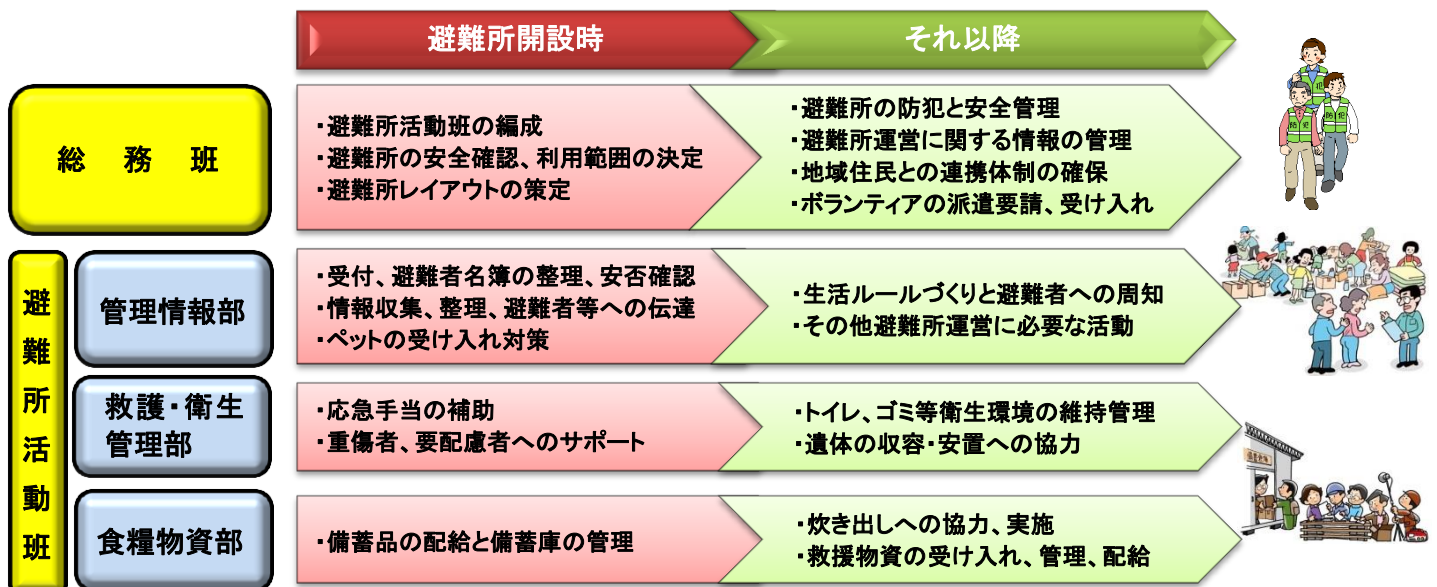 避難所開設時
それ以降
総務班
・避難所活動班の編成
・避難所の安全確認、利用範囲の決定
・避難所レイアウトの策定
・避難所の防犯と安全管理
・避難所運営に関する情報の管理
・地域住民との連携体制の確保
・ボランティアの派遣要請、受け入れ
避難所活動班
管理情報部
・受付、避難者名簿の整理、安否確認
・情報収集、整理、避難者等への伝達
・ペットの受け入れ対策
・生活ルールづくりと避難者への周知
・その他避難所運営に必要な活動
救護・衛生
管理部
・応急手当の補助
・重傷者、要配慮者へのサポート
・トイレ、ゴミ等衛生環境の維持管理
・遺体の収容・安置への協力
食糧物資部
・備蓄品の配給と備蓄庫の管理
・炊き出しへの協力、実施
・救援物資の受け入れ、管理、配給
防犯
防犯